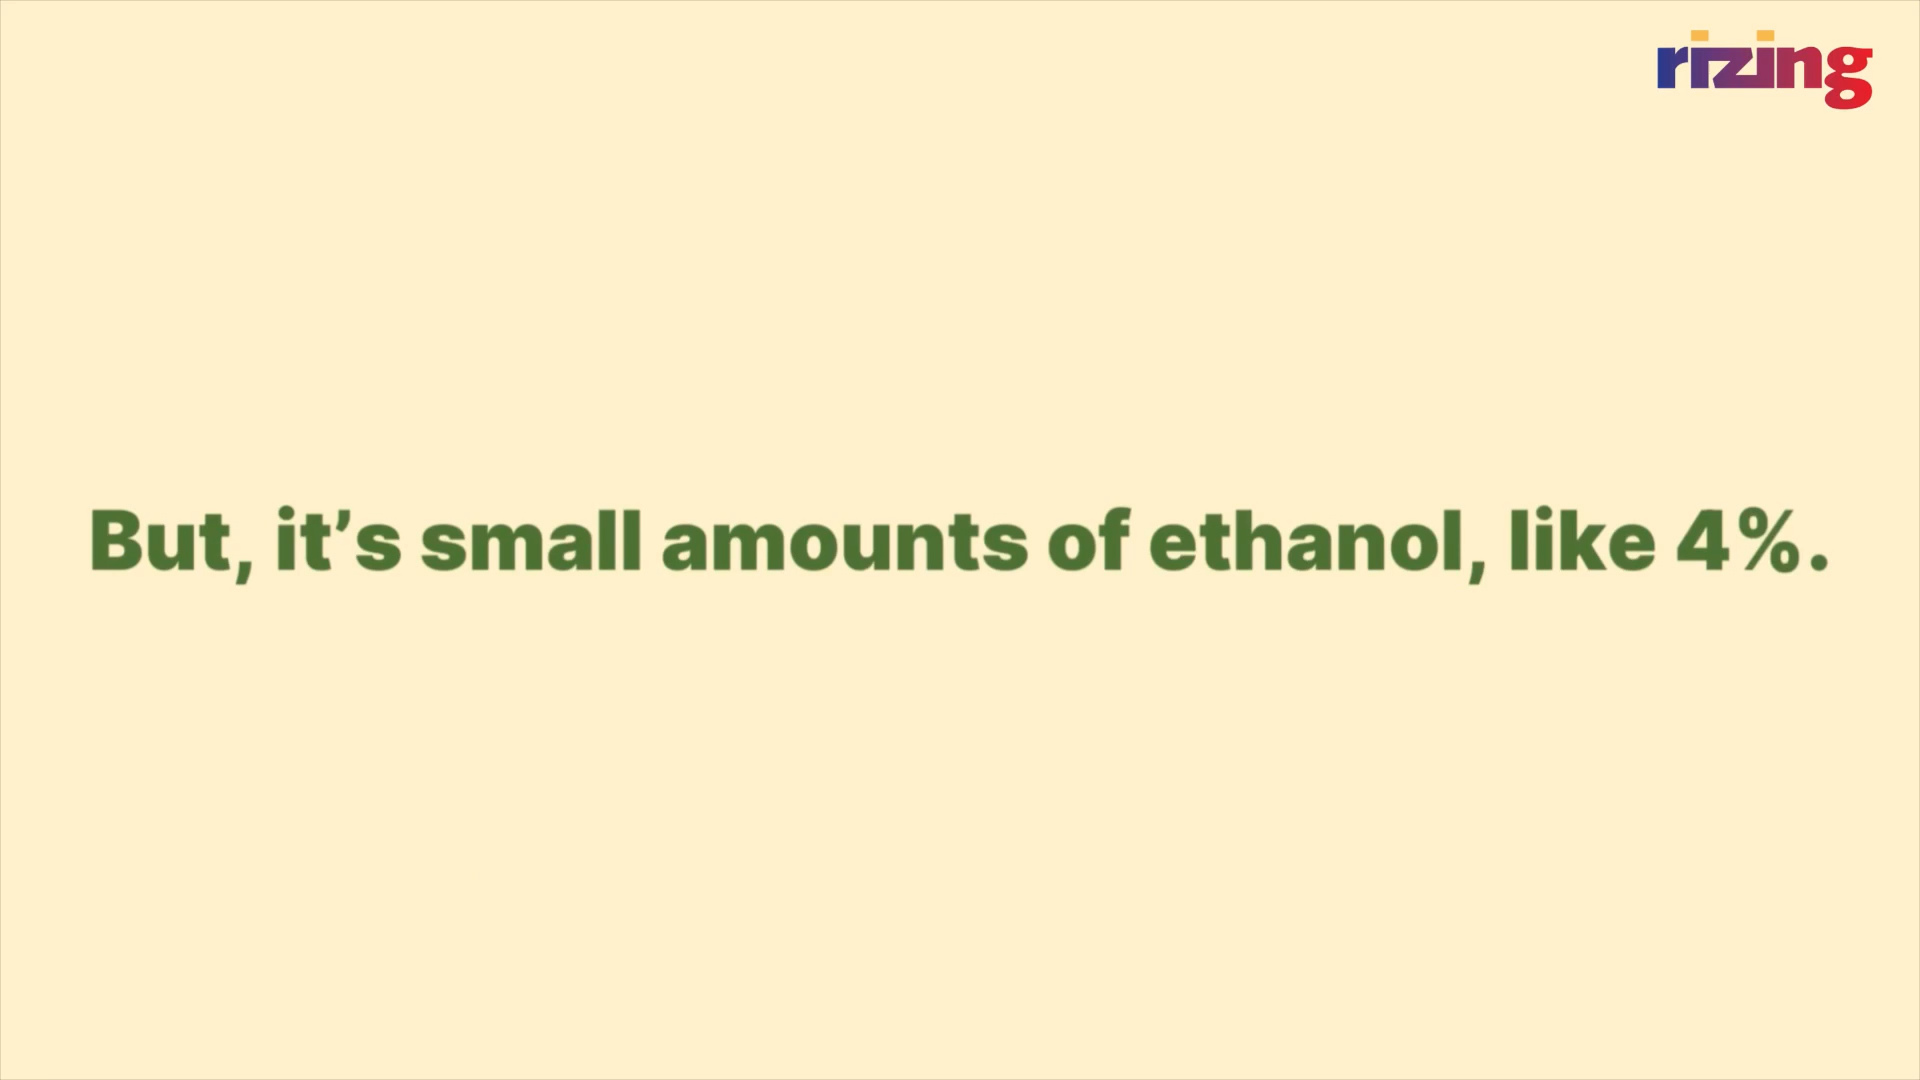 rizing
But, it’s small amounts of ethanol, like 4%.